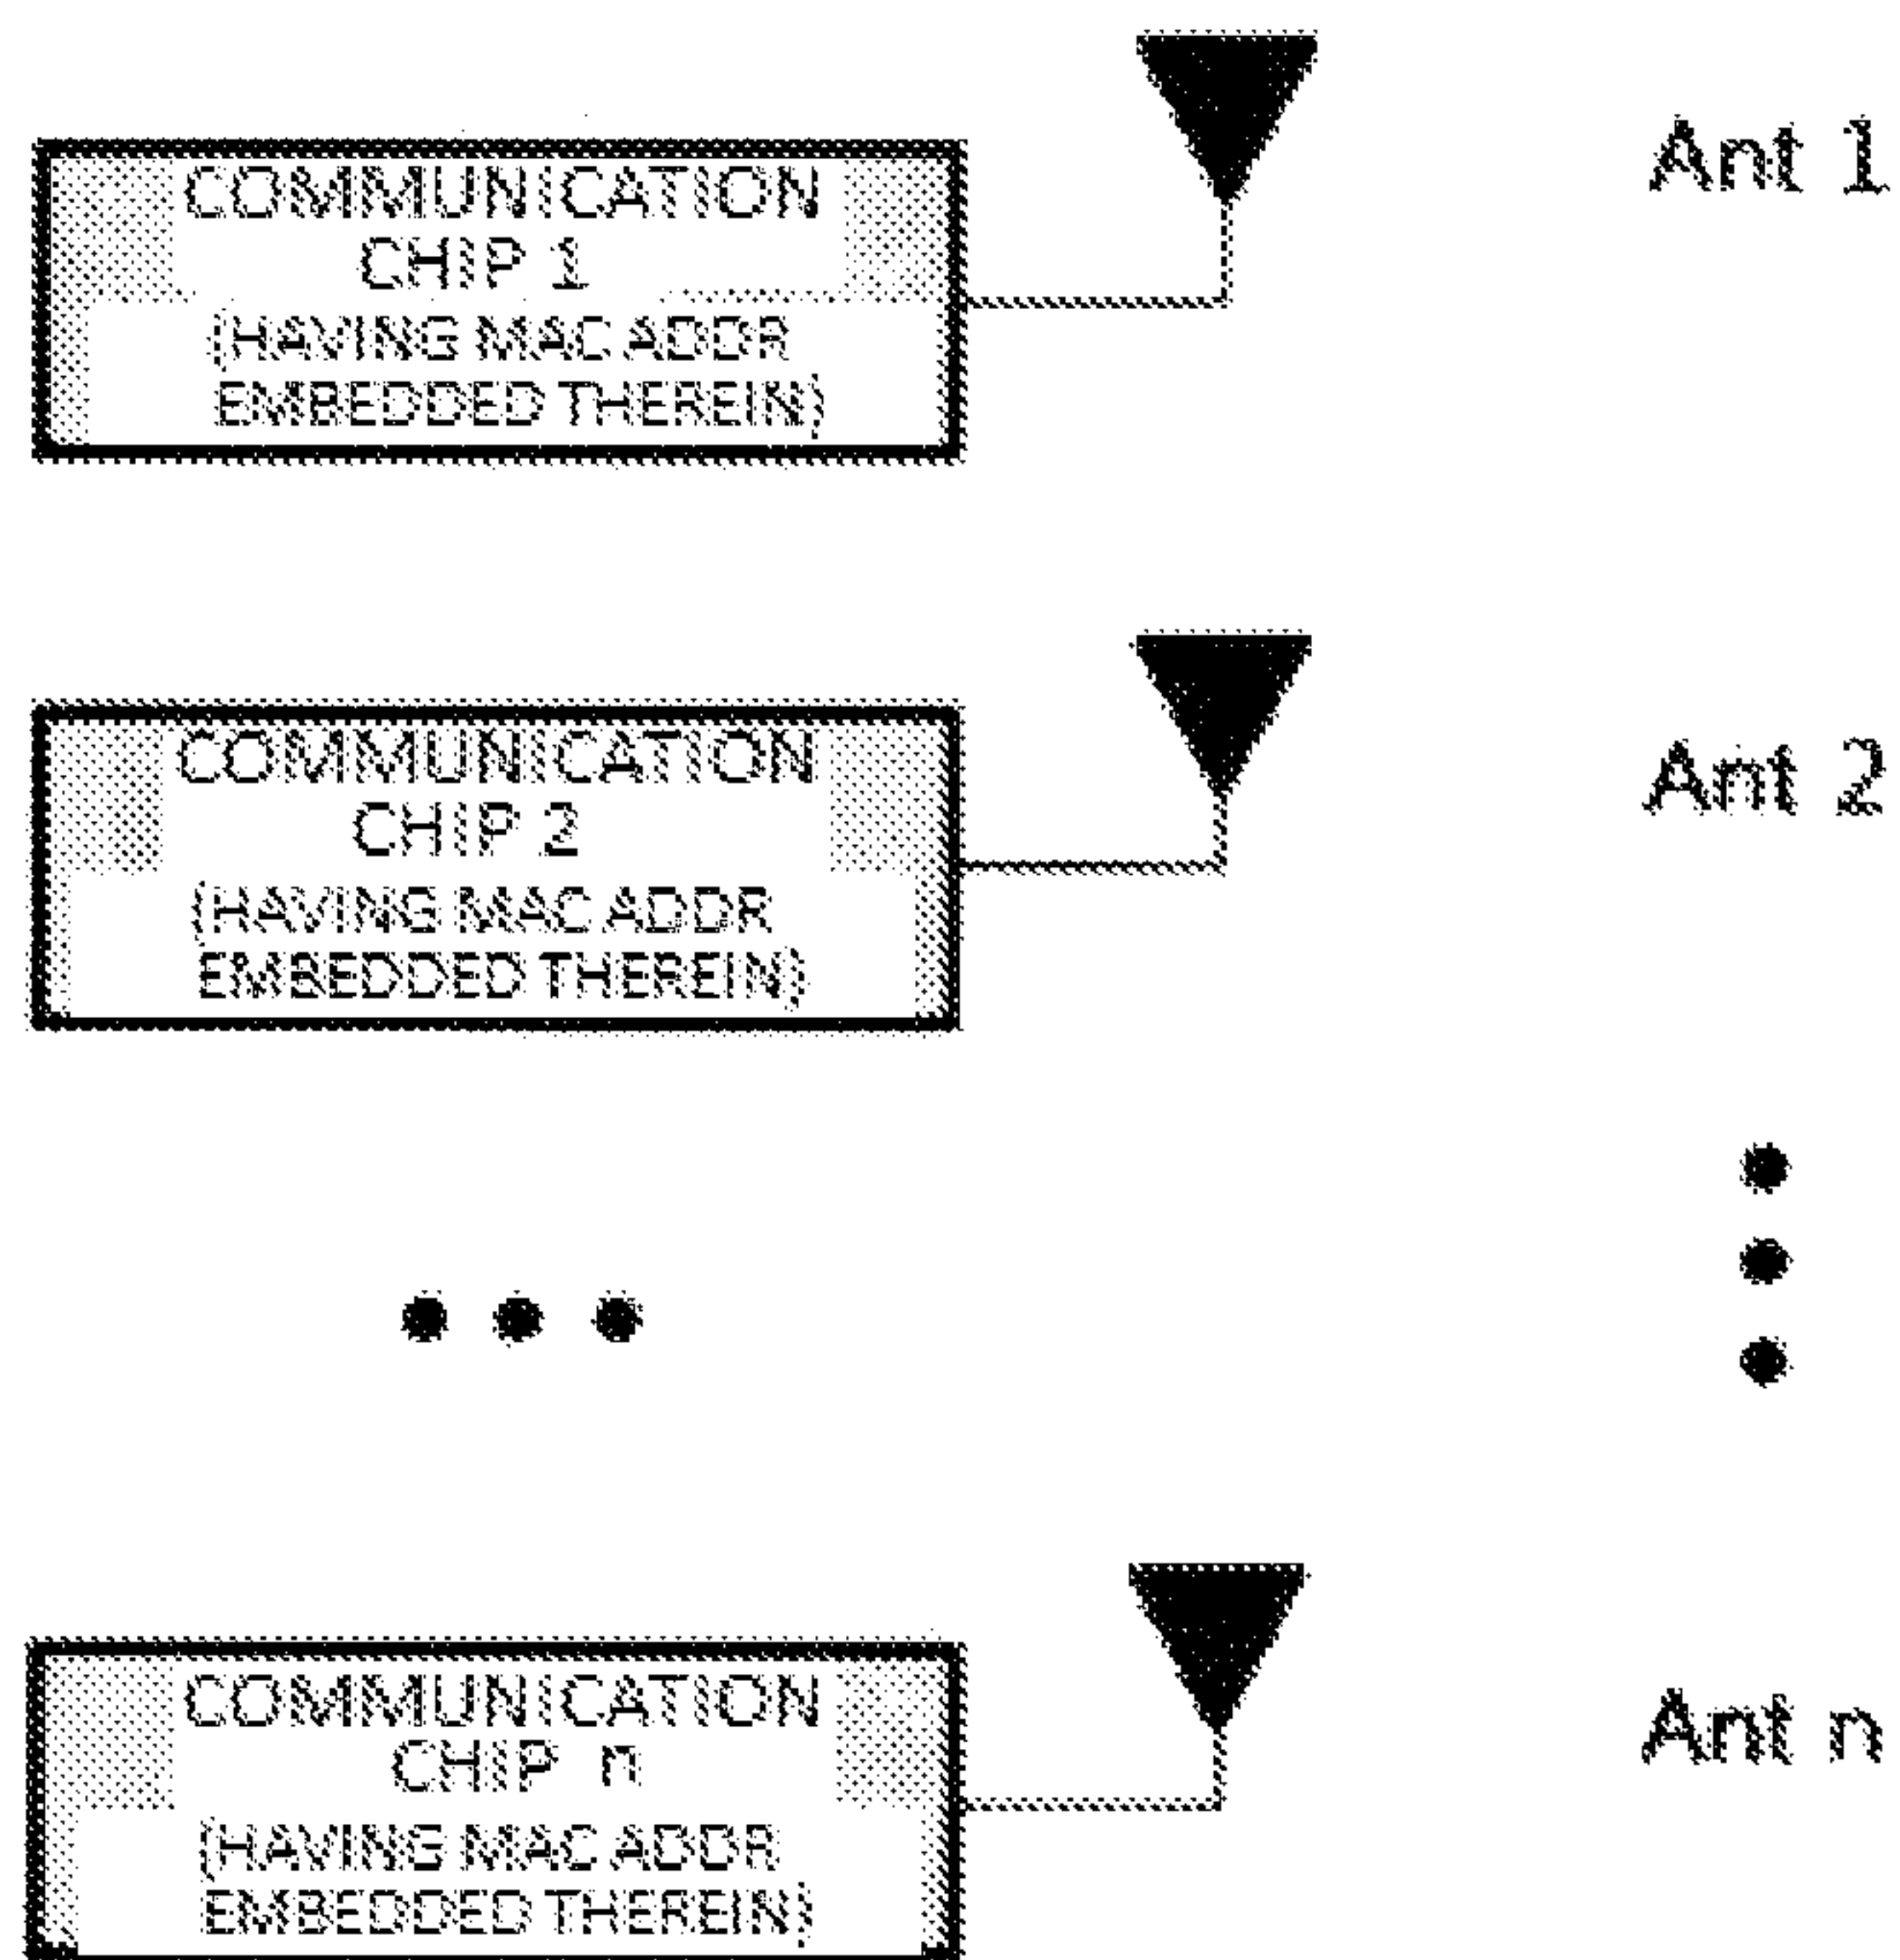 COMMUNICATION
CHIP 1
(HAVING MAC ADDR
EMBEDDED THEREIN)
Ant 1
COMMUNICATION
CHIP 2
(HAVING MAC ADDR
EMBEDDED THEREIN)
Ant 2
COMMUNICATION
CHIP n
(HAVING MAC ADDR
EMBEDDED THEREIN)
Ant n